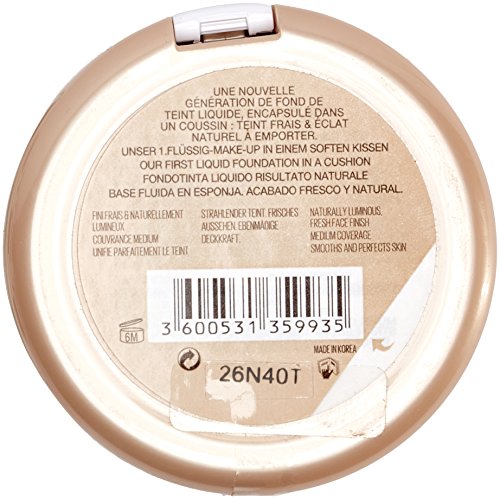 UNE NOUVELLE
GÉNÉRATION DE FOND DE
TEINT LIQUIDE, ENCAPSULÉ DANS
UN COUSSIN : TEINT FRAIS & ÉCLAT
NATUREL À EMPORTER.
UNSER 1.FLÜSSIG-MAKE-UP IN EINEM SOFTEN KISSEN
OUR FIRST LIQUID FOUNDATION IN A CUSHION
FONDOTINTA LIQUIDO RISULTATO NATURALE
BASE FLUIDA EN ESPONJA, ACABADO FRESCO Y NATURAL.
FINI FRAIS & NATURELLEMENT
LUMINEUX
COUVRANCE MEDIUM
UNIFIE PARFAITEMENT LE TEINT
STRAHLENDER TEINT. FRISCHES
AUSSEHEN. EBENMÄßIGE
DECKKRAFT.
NATURALLY LUMINOUS,
FRESH FACE FINISH
MEDIUM COVERAGE
SMOOTHS AND PERFECTS SKIN
6M
3 600531 359935
MADE IN KOREA
26N40T